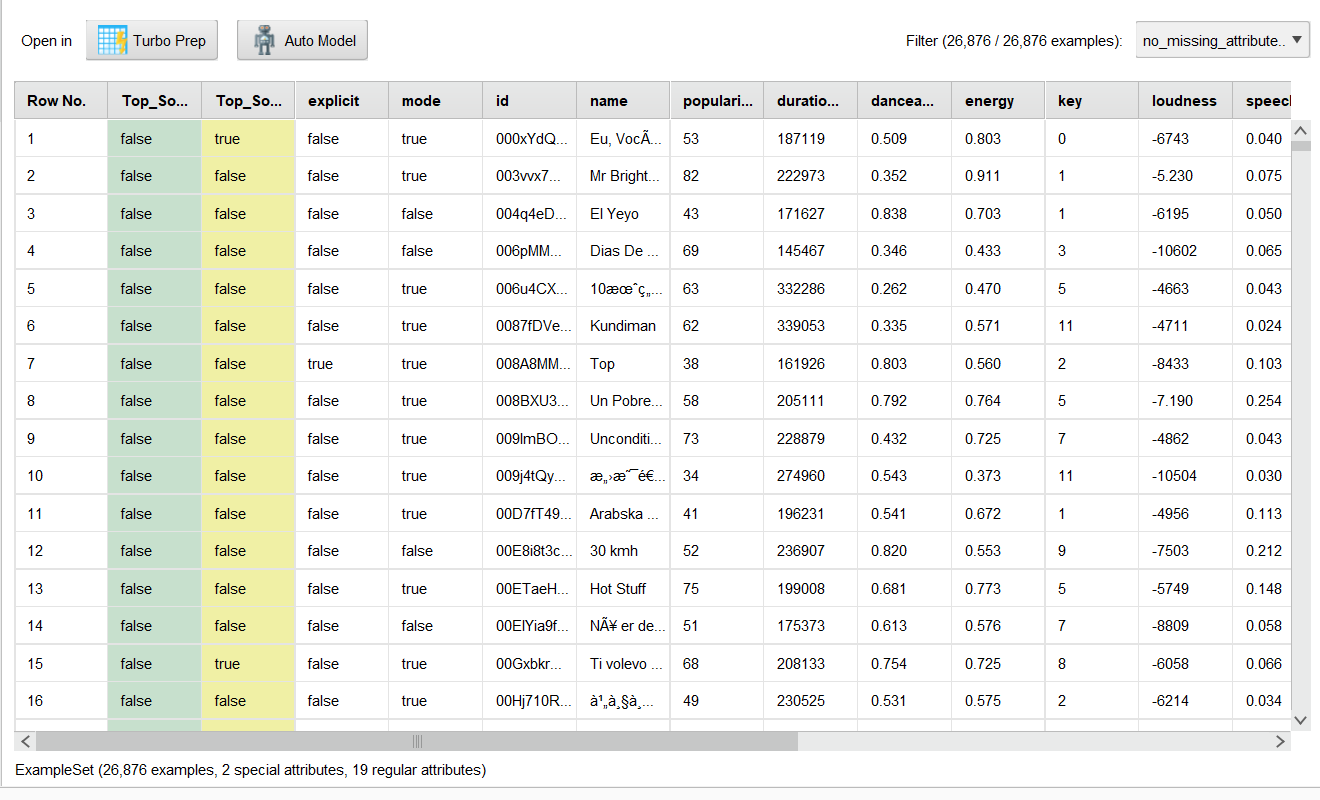 Open in Turbo Prep Auto Model Filter (26,876 / 26,876 examples): no_missing_attribute..
Row No. Top_So... Top_So... explicit mode id name populari... duratio... dancea... energy key loudness speecl
1 false true false true 000xYdQ... Eu, VocÃ... 53 187119 0.509 0.803 0 -6743 0.040
2 false false false true 003vvx7... Mr Bright... 82 222973 0.352 0.911 1 -5.230 0.075
3 false false false false 004q4eD... El Yeyo 43 171627 0.838 0.703 1 -6195 0.050
4 false false false false 006pMM... Dias De ... 69 145467 0.346 0.433 3 -10602 0.065
5 false false false true 006u4CX... 10æœˆç„... 63 332286 0.262 0.470 5 -4663 0.043
6 false false false true 0087fDVe... Kundiman 62 339053 0.335 0.571 11 -4711 0.024
7 false false true true 008A8MM... Top 38 161926 0.803 0.560 2 -8433 0.103
8 false false false true 008BXU3... Un Pobre... 58 205111 0.792 0.764 5 -7.190 0.254
9 false false false true 009ImBO... Unconditi... 73 228879 0.432 0.725 7 -4862 0.043
10 false false false true 009j4tQy... æ„›æ˜¯é€... 34 274960 0.543 0.373 11 -10504 0.030
11 false false false true 00D7fT49... Arabska ... 41 196231 0.541 0.672 1 -4956 0.113
12 false false false false 00E8i8t3c... 30 kmh 52 236907 0.820 0.553 9 -7503 0.212
13 false false false true 00ETaeH... Hot Stuff 75 199008 0.681 0.773 5 -5749 0.148
14 false false false false 00ElYia9f... NÃ¥ er de... 51 175373 0.613 0.576 7 -8809 0.058
15 false true false true 00Gxbkr... Ti volevo ... 68 208133 0.754 0.725 8 -6058 0.066
16 false false false true 00Hj710R... à¹„à¸§à¸... 49 230525 0.531 0.575 2 -6214 0.034
ExampleSet (26,876 examples, 2 special attributes, 19 regular attributes)